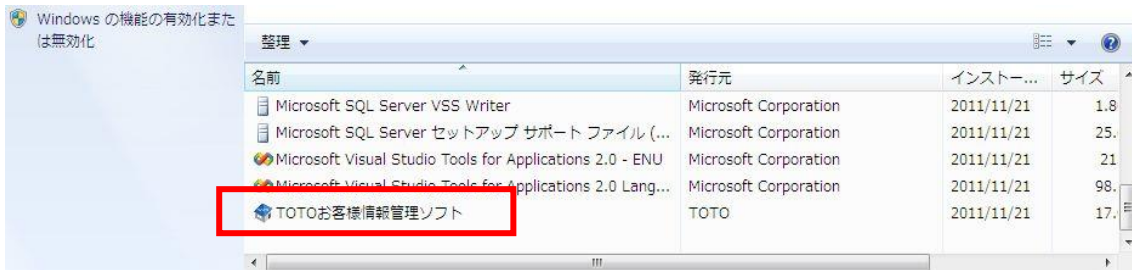 Windows の機能の有効化また
は無効化
整理
名前 発行元 インストー... サイズ
Microsoft SQL Server VSS Writer Microsoft Corporation 2011/11/21 1.8
Microsoft SQL Server セットアップ サポート ファイル (... Microsoft Corporation 2011/11/21 25.
Microsoft Visual Studio Tools for Applications 2.0 - ENU Microsoft Corporation 2011/11/21 21
Microsoft Visual Studio Tools for Applications 2.0 Lang... Microsoft Corporation 2011/11/21 98.
TOTOお客様情報管理ソフト TOTO 2011/11/21 17.